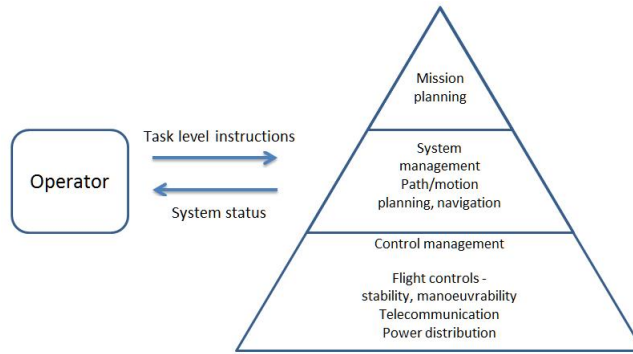 Operator
Task level instructions
System status
Mission
planning
System
management
Path/motion
planning, navigation
Control management
Flight controls -
stability, manoeuvrability
Telecommunication
Power distribution